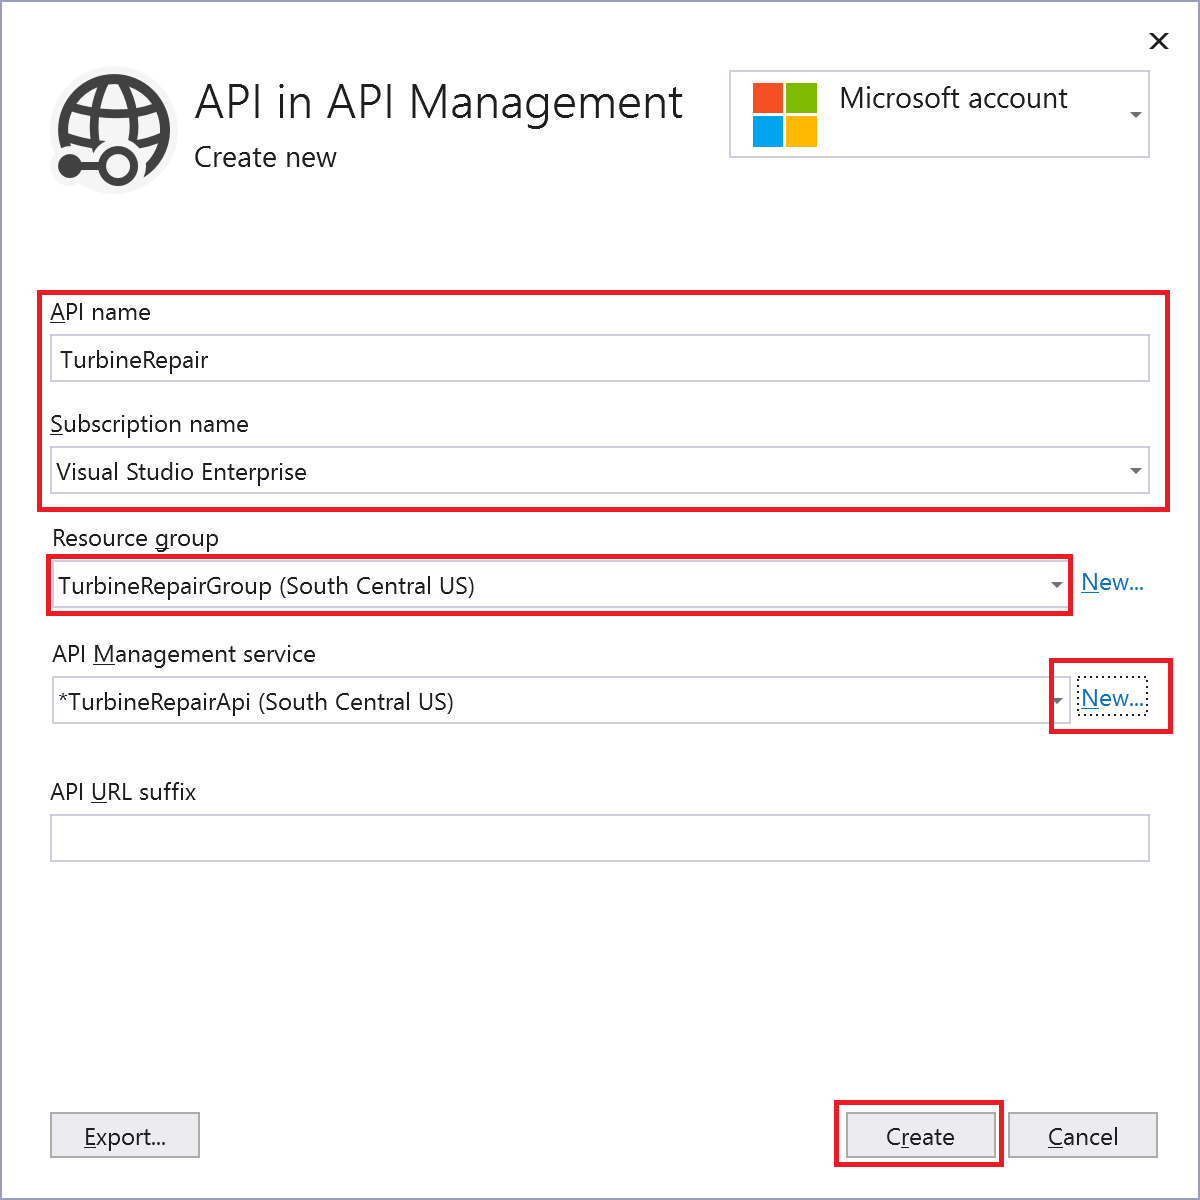 API in API Management
Create new
Microsoft account
API name
TurbineRepair
Subscription name
Visual Studio Enterprise
Resource group
TurbineRepairGroup (South Central US)
New...
API Management service
*TurbineRepairApi (South Central US)
New...
API URL suffix
Export...
Create
Cancel